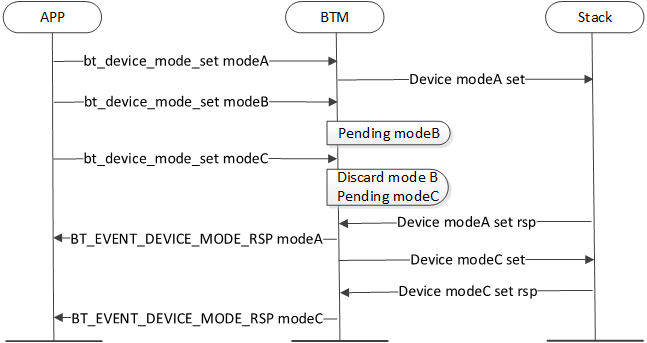 APP
BTM
Stack
bt_device_mode_set modeA
Device modeA set
bt_device_mode_set modeB
Pending modeB
bt_device_mode_set modeC
Discard mode B
Pending modeC
Device modeA set rsp
BT_EVENT_DEVICE_MODE_RSP modeA
Device modeC set
Device modeC set rsp
BT_EVENT_DEVICE_MODE_RSP modeC